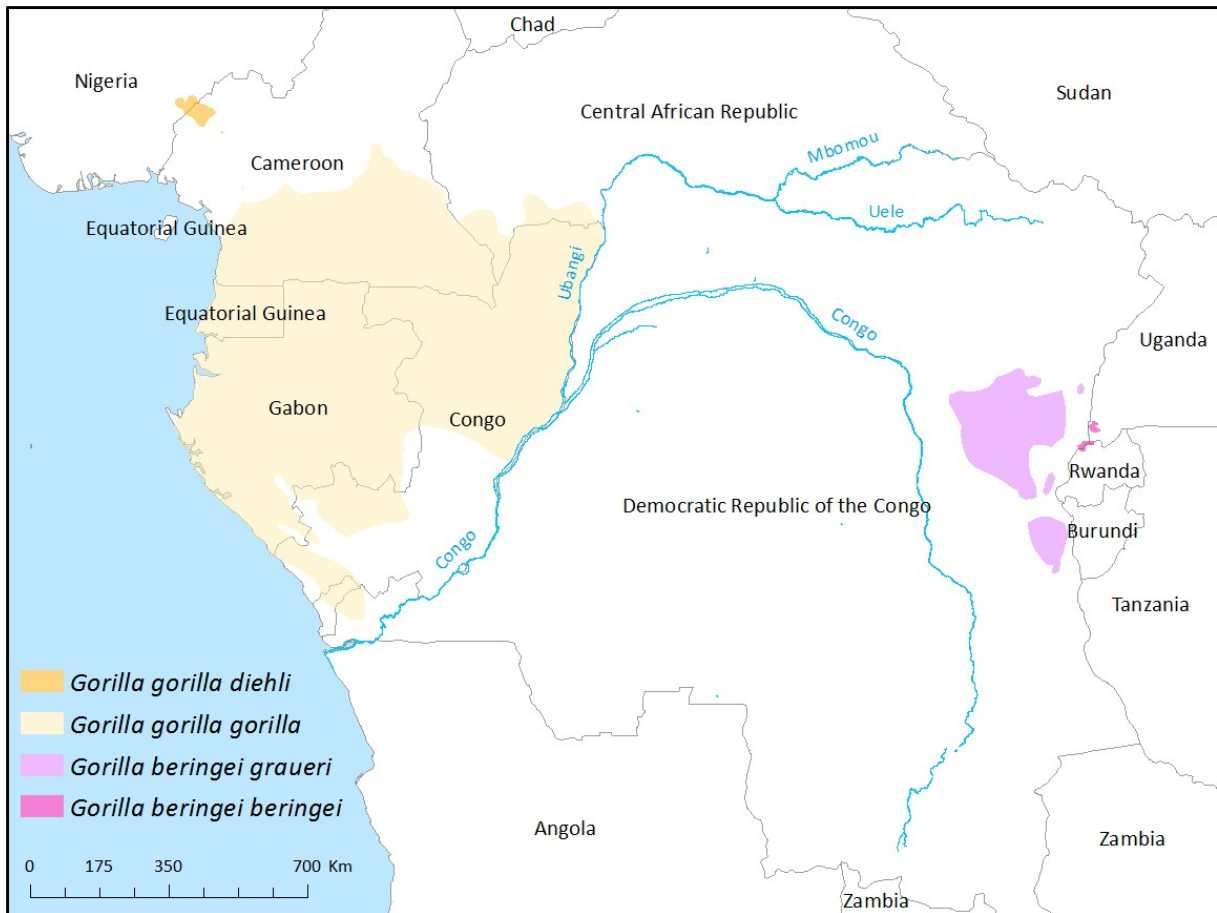 Chad
Nigeria
Sudan
Central African Republic
Mbomou
Cameroon
Uele
Equatorial Guinea
Ubangi
Equatorial Guinea
Congo
Uganda
Gabon
Congo
Rwanda
Democratic Republic of the Congo
Burundi
Congo
Tanzania
Gorilla gorilla diehli
Gorilla gorilla gorilla
Gorilla beringei graueri
Gorilla beringei beringei
Angola
Zambia
0 175 350 700 Km
Zambia